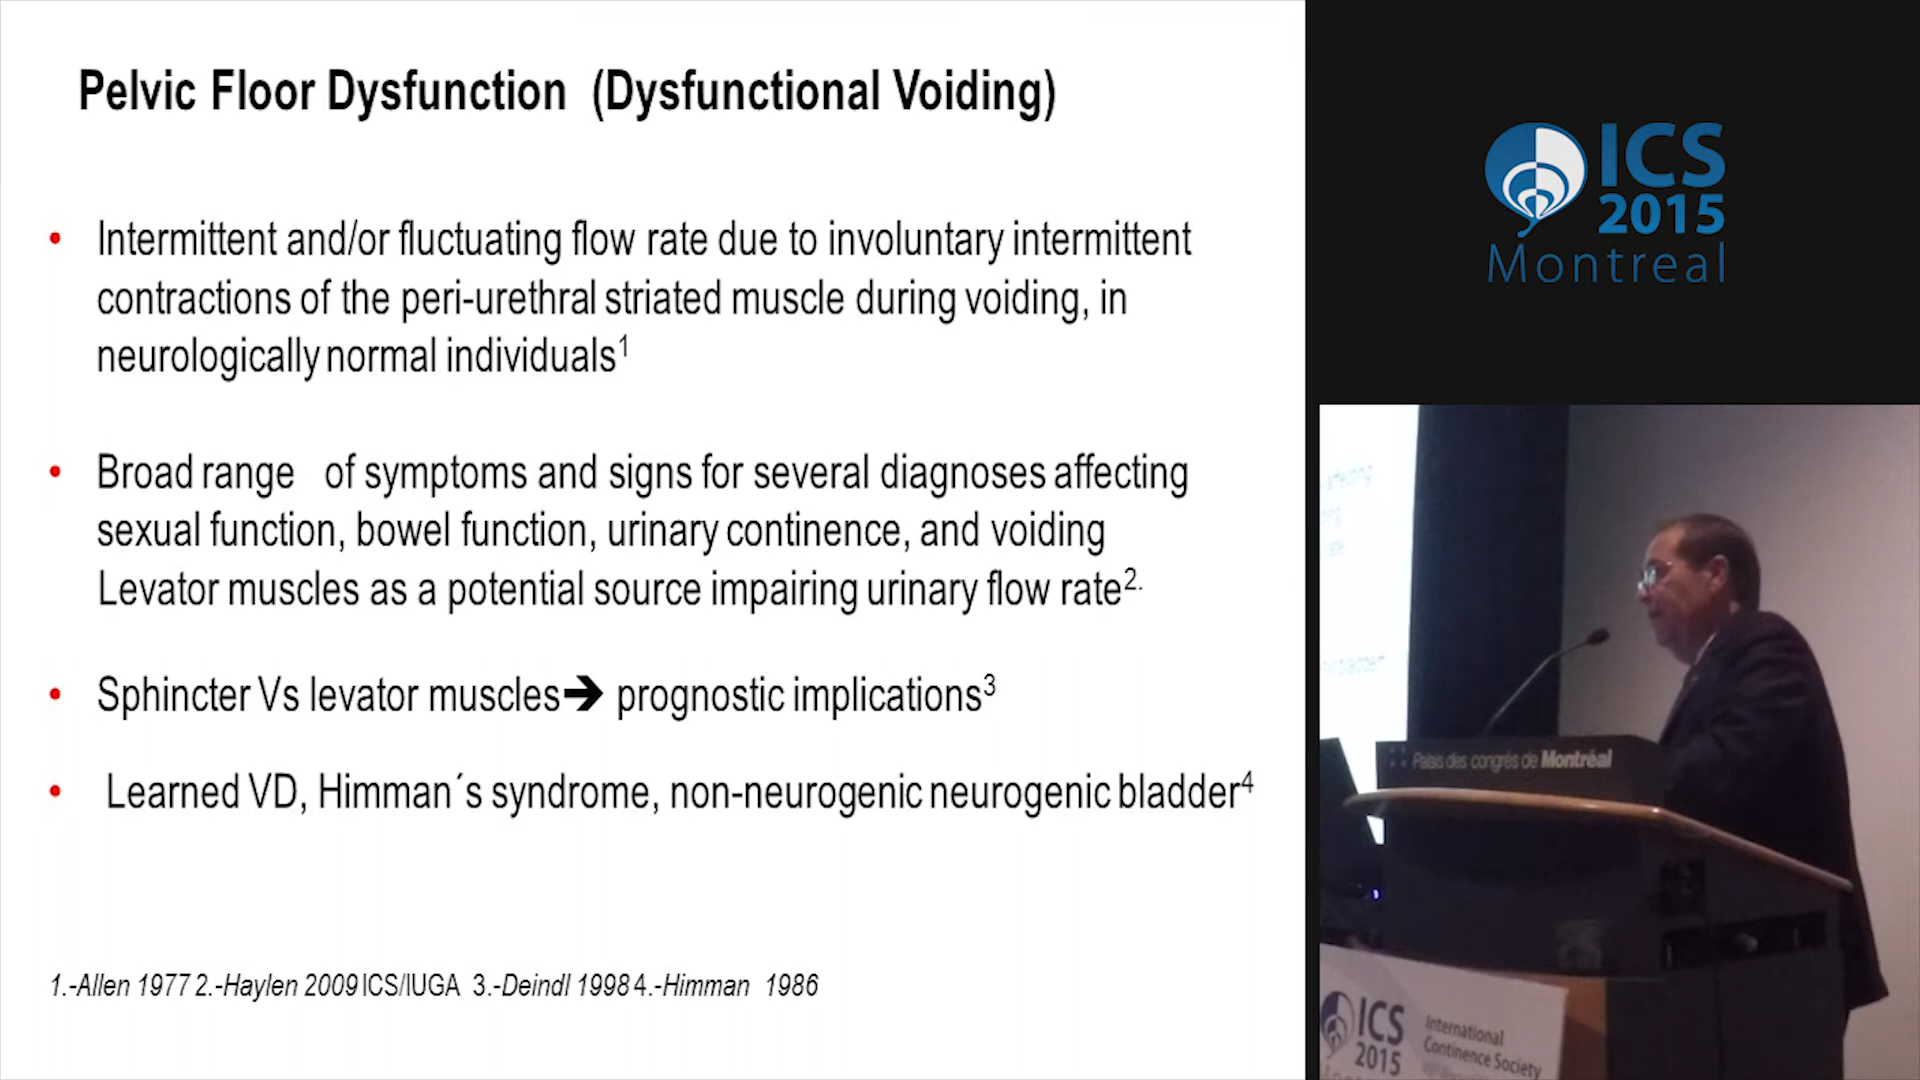 Pelvic Floor Dysfunction (Dysfunctional Voiding)
• Intermittent and/or fluctuating flow rate due to involuntary intermittent
contractions of the peri-urethral striated muscle during voiding, in
neurologically normal individuals¹
• Broad range of symptoms and signs for several diagnoses affecting
sexual function, bowel function, urinary continence, and voiding
Levator muscles as a potential source impairing urinary flow rate²·
• Sphincter Vs levator muscles➔ prognostic implications³
• Learned VD, Himman´s syndrome, non-neurogenic neurogenic bladder⁴
1.-Allen 1977 2.-Haylen 2009 ICS/IUGA 3.-Deindl 1998 4.-Himman 1986
ICS
2015
Montreal
affecting
Palais des congrès de Montréal
ICS
2015
International
Continence Society